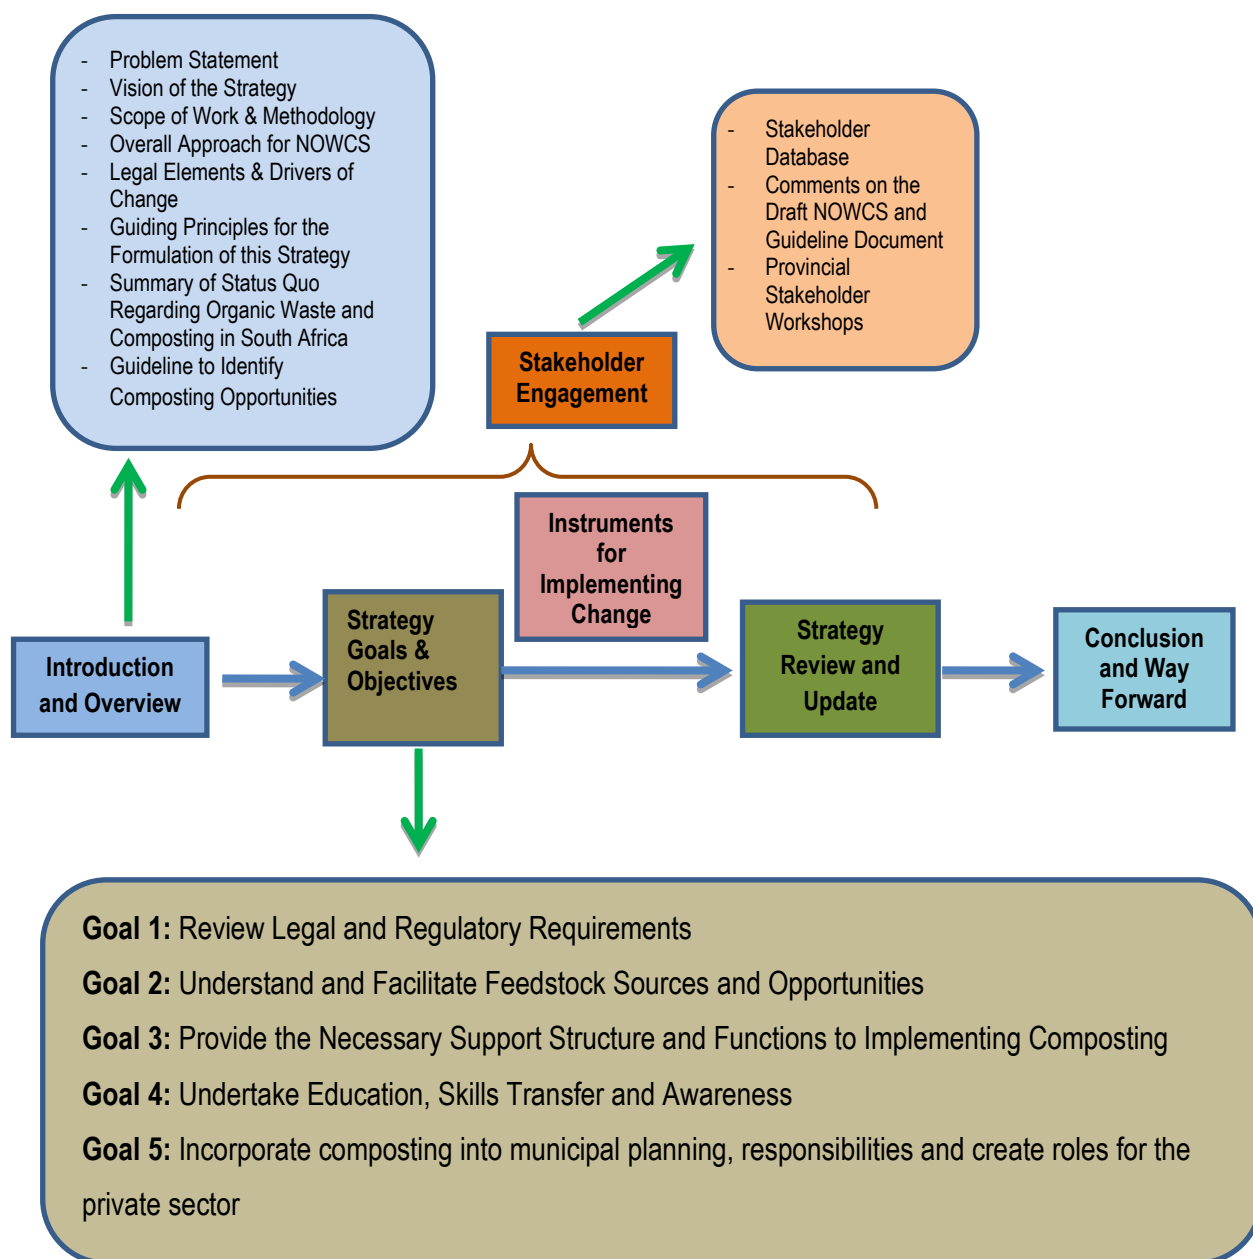 - Problem Statement
- Vision of the Strategy
- Scope of Work & Methodology
- Overall Approach for NOWCS
- Legal Elements & Drivers of
Change
- Guiding Principles for the
Formulation of this Strategy
- Summary of Status Quo
Regarding Organic Waste and
Composting in South Africa
- Guideline to Identify
Composting Opportunities
- Stakeholder
Database
- Comments on the
Draft NOWCS and
Guideline Document
- Provincial
Stakeholder
Workshops
Stakeholder
Engagement
Instruments
for
Implementing
Change
Introduction
and Overview
Strategy
Goals &
Objectives
Strategy
Review and
Update
Conclusion
and Way
Forward
Goal 1: Review Legal and Regulatory Requirements
Goal 2: Understand and Facilitate Feedstock Sources and Opportunities
Goal 3: Provide the Necessary Support Structure and Functions to Implementing Composting
Goal 4: Undertake Education, Skills Transfer and Awareness
Goal 5: Incorporate composting into municipal planning, responsibilities and create roles for the
private sector